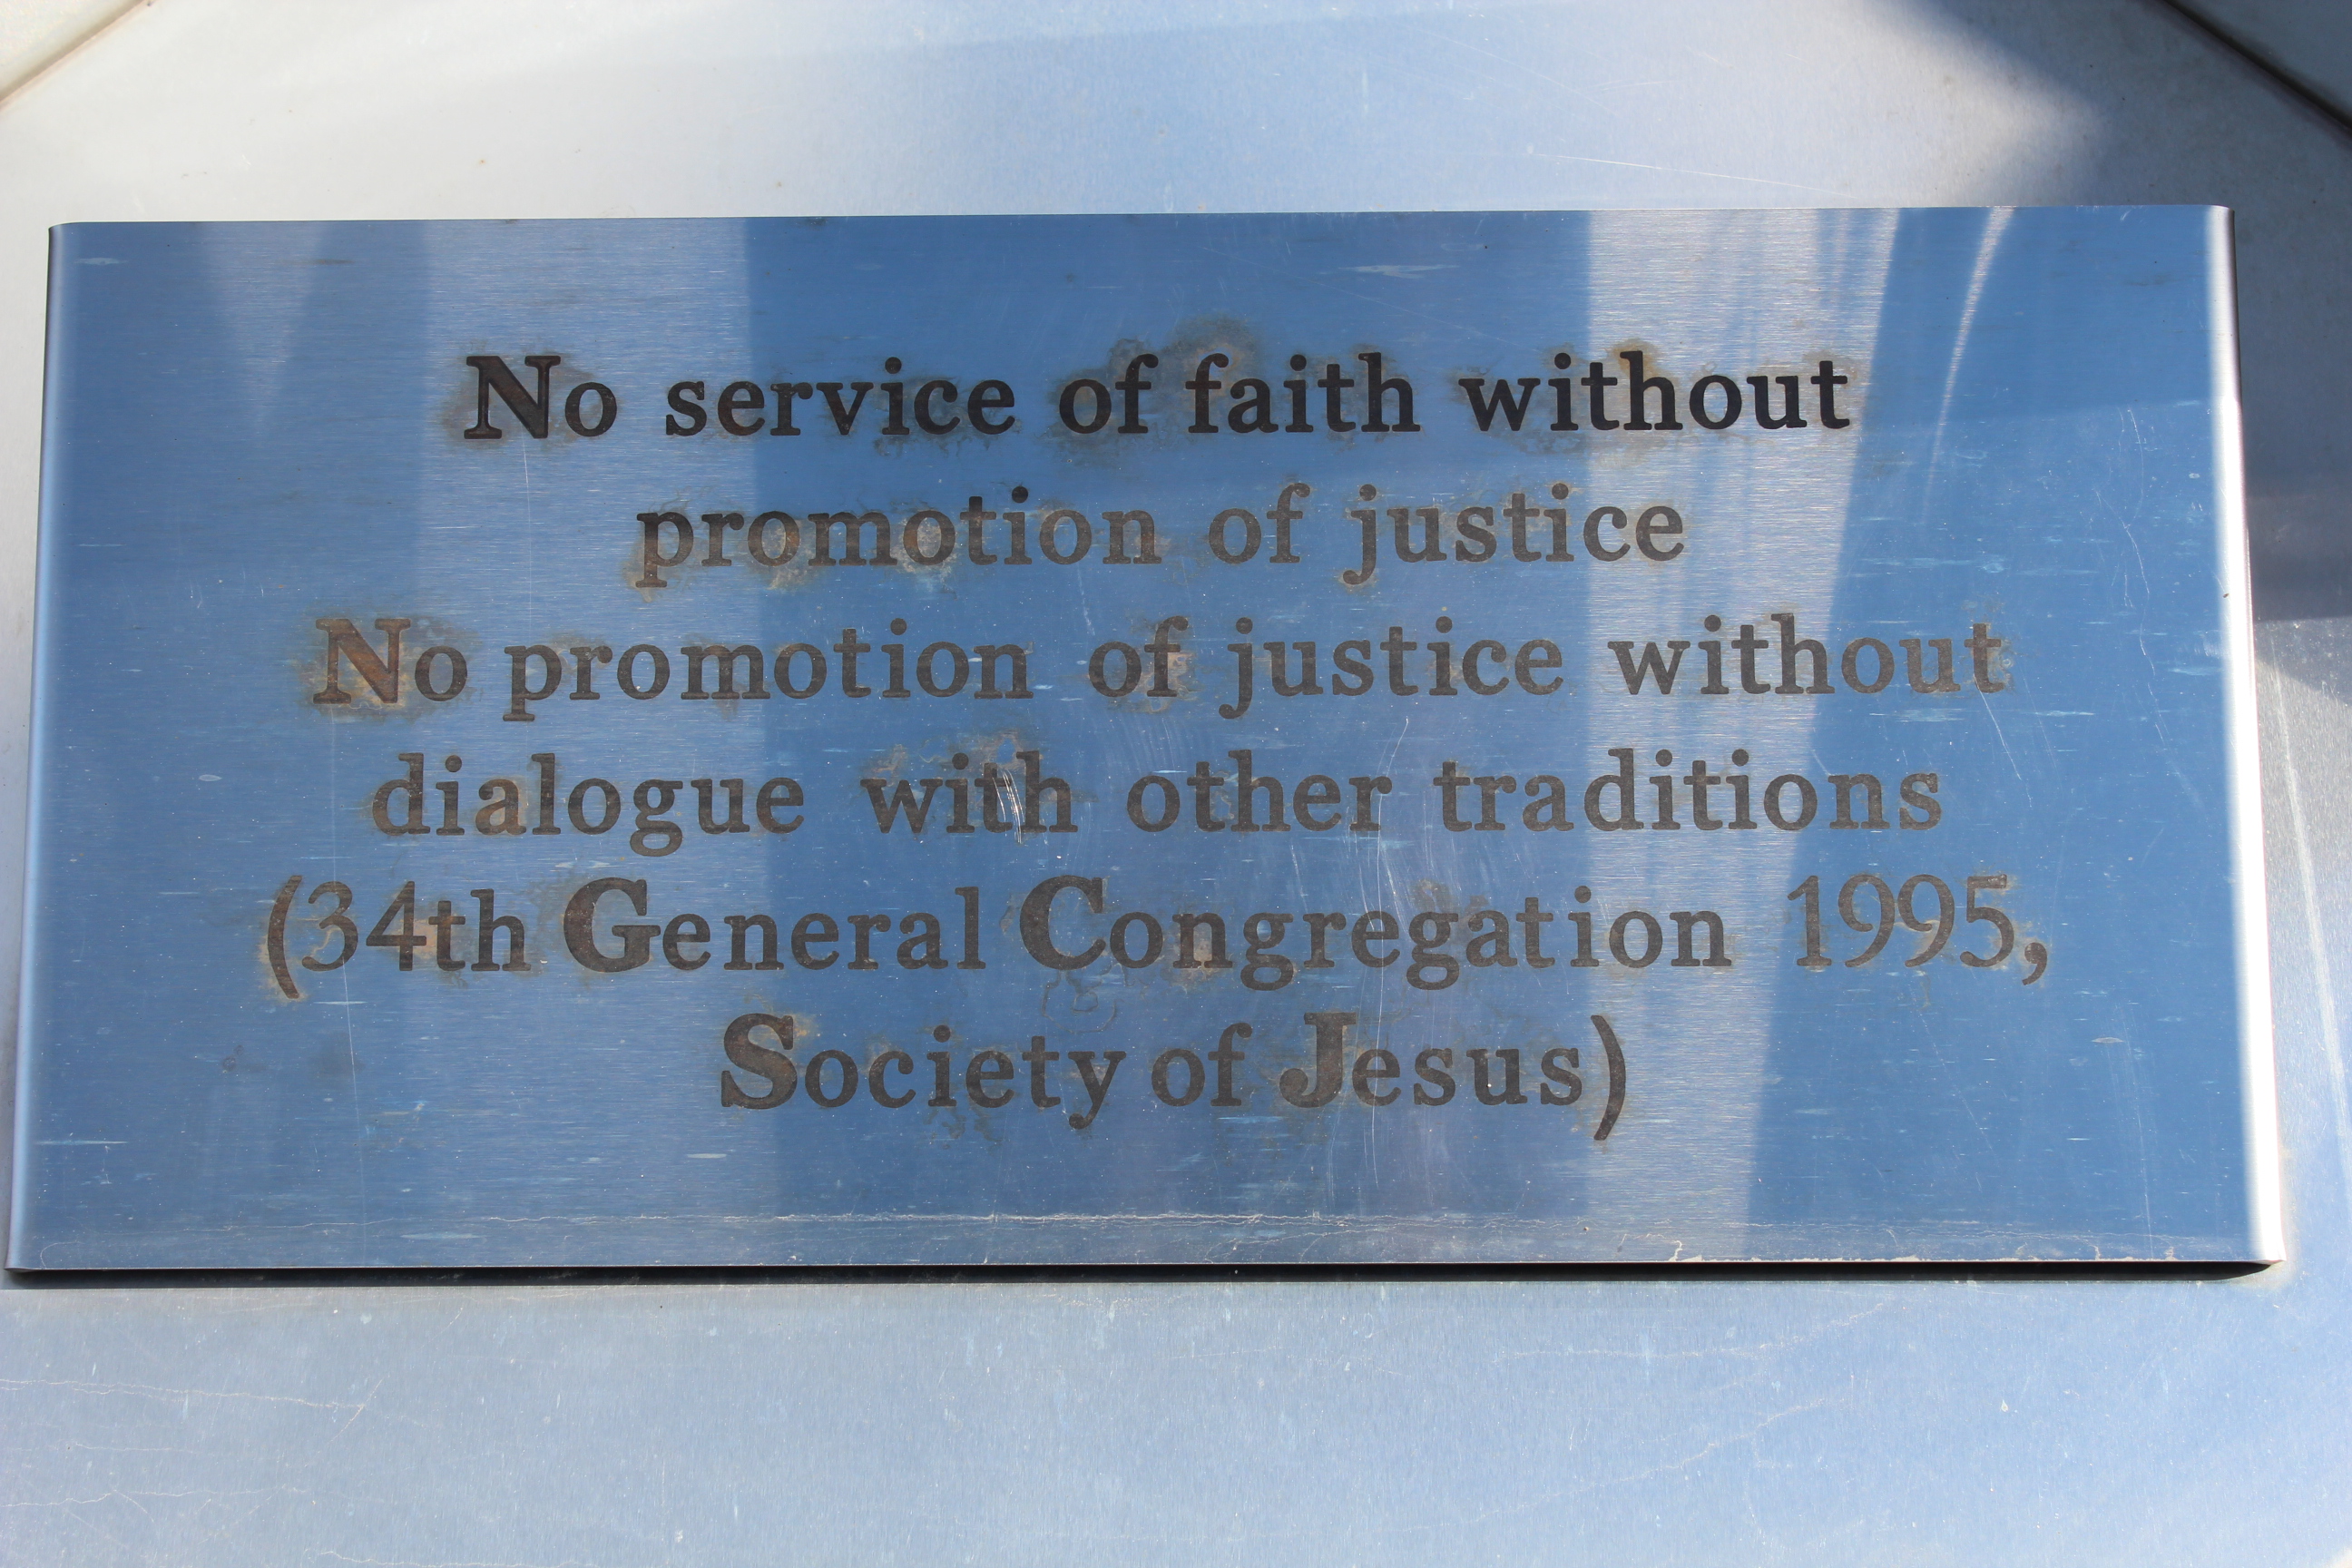 No service of faith without
promotion of justice
No promotion of justice without
dialogue with other traditions
(34th General Congregation 1995,
Society of Jesus)